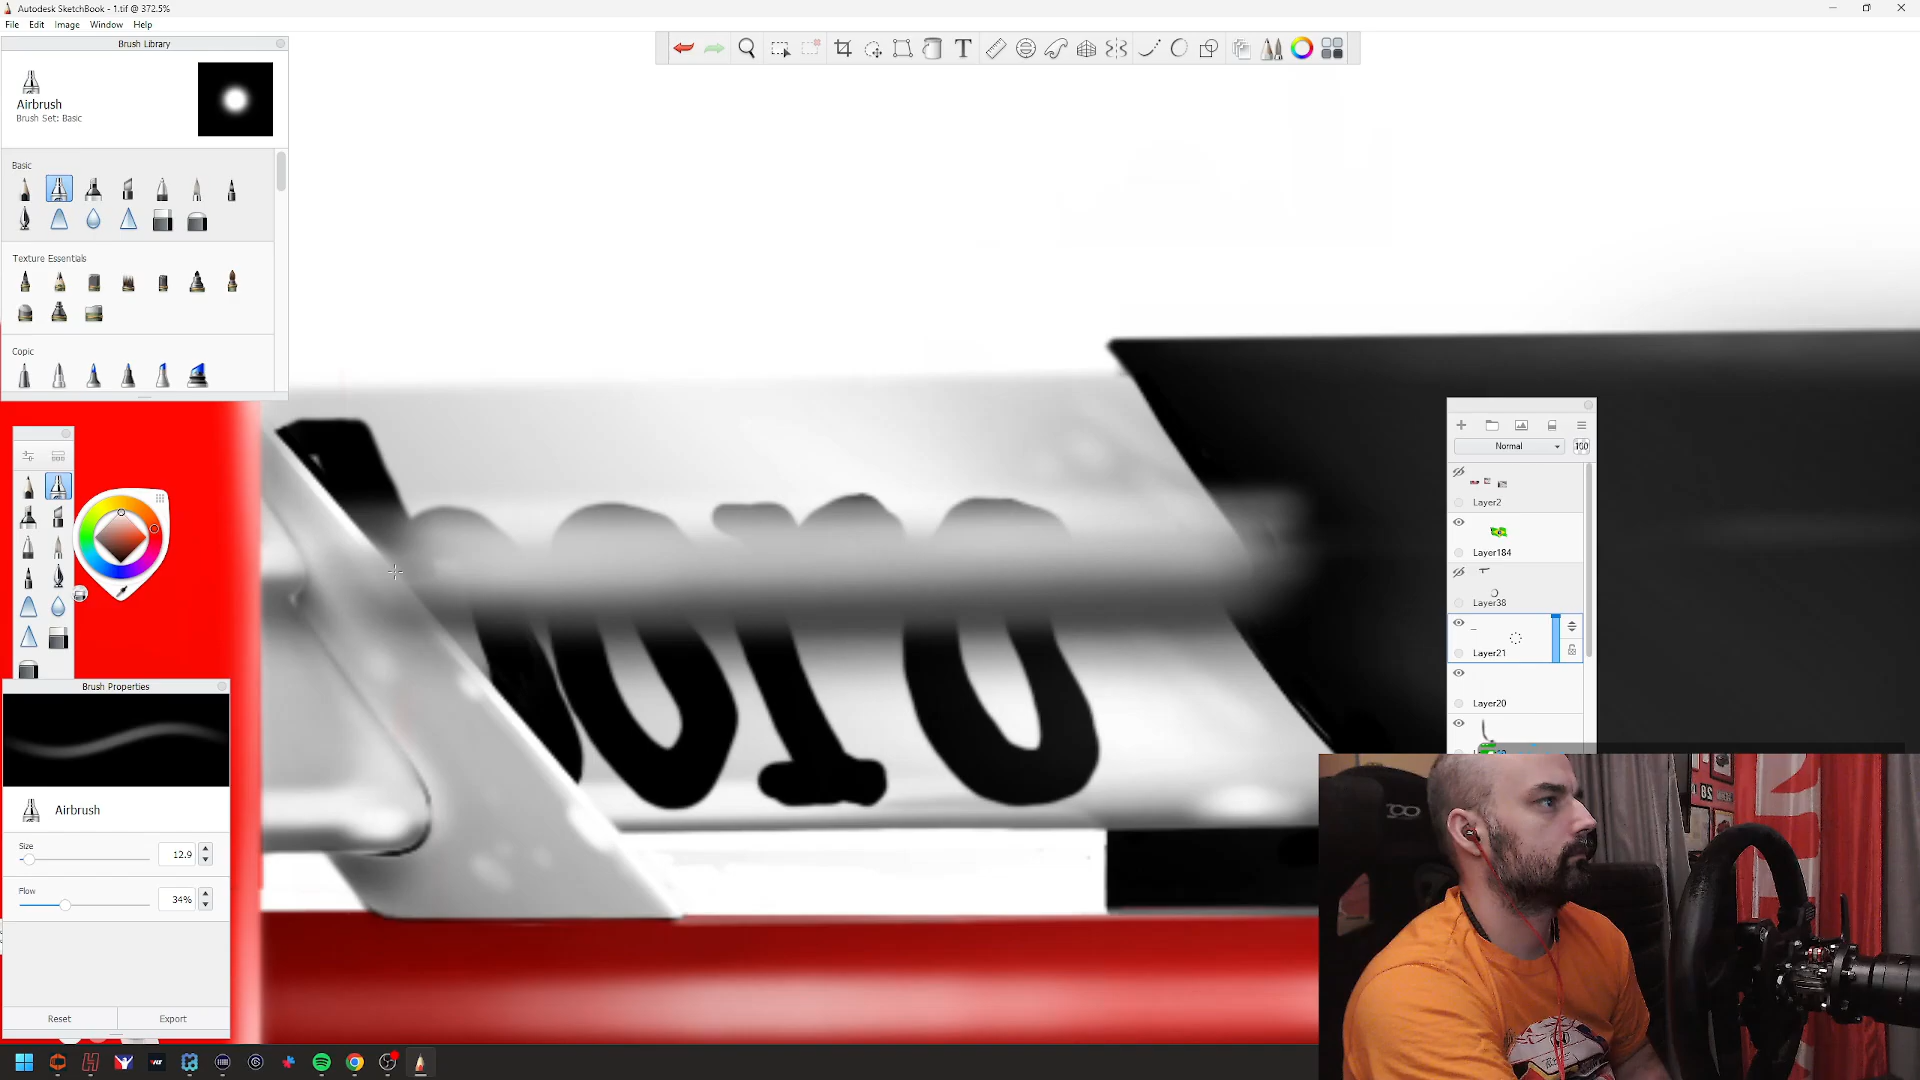 Autodesk SketchBook - 1.tif @ 372.5%
File Edit Image Window Help
Brush Library
Airbrush
Brush Set: Basic
Basic
Texture Essentials
Copic
Brush Properties
Airbrush
Size
12.9
Flow
34%
Reset Export
Normal 100
Layer2
Layer184
Layer38
Layer21
Layer20